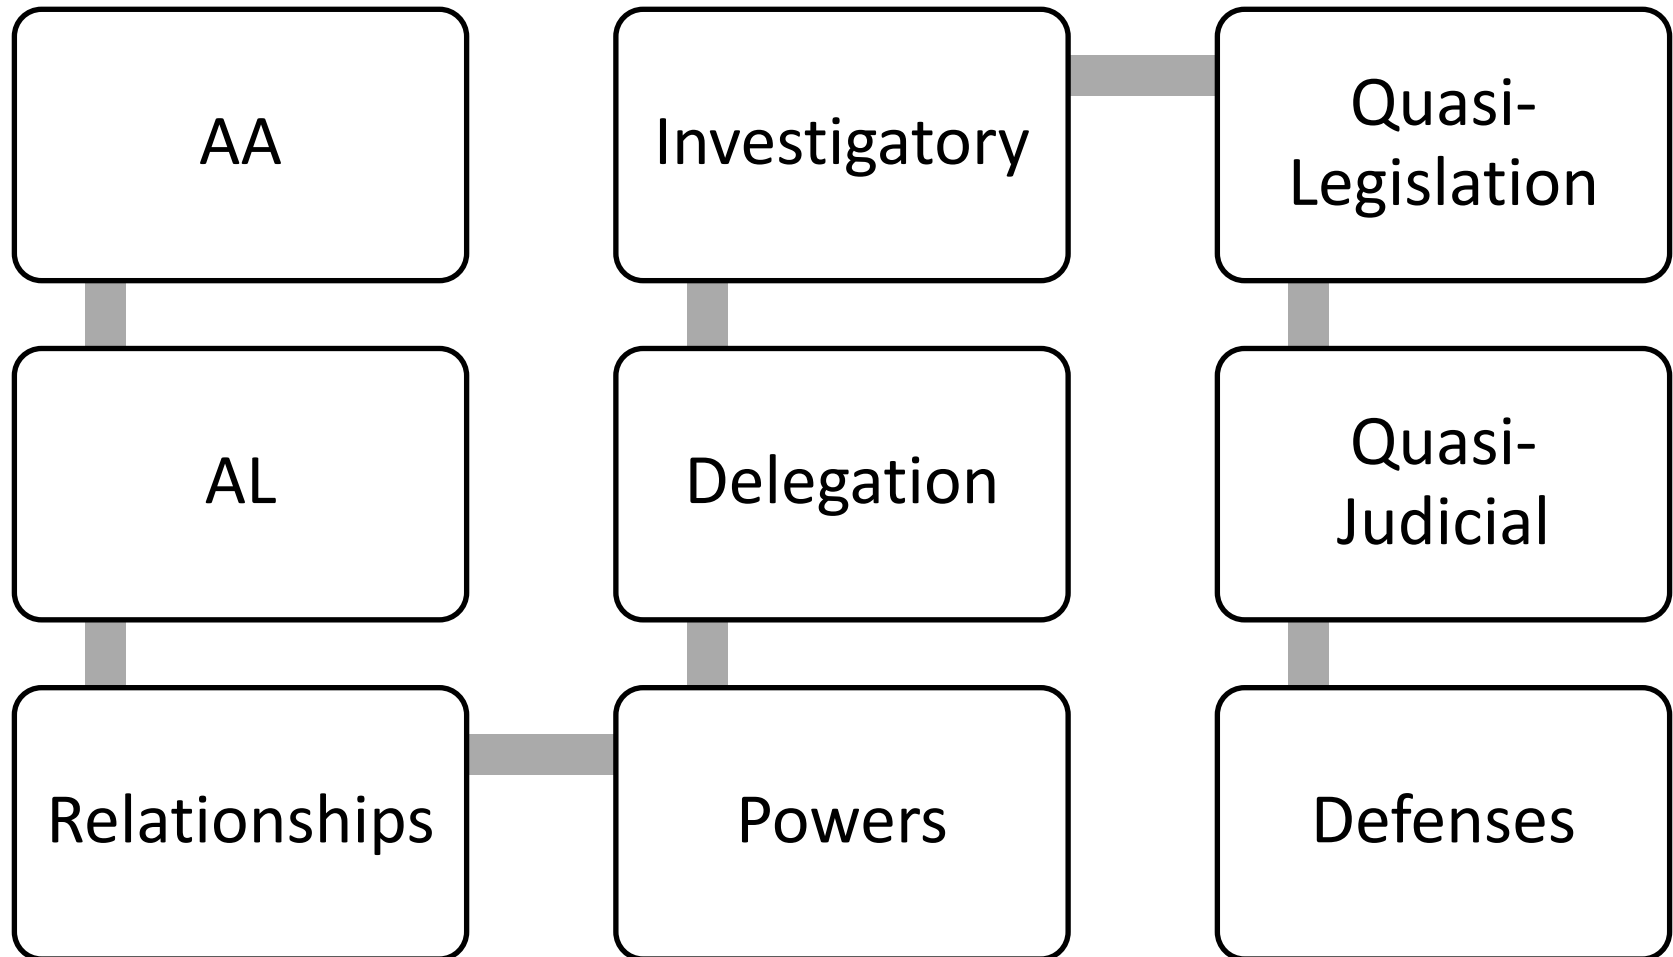 AA
AL
Relationships
Powers
Delegation
Investigatory
Quasi-
Legislation
Quasi-
Judicial
Defenses